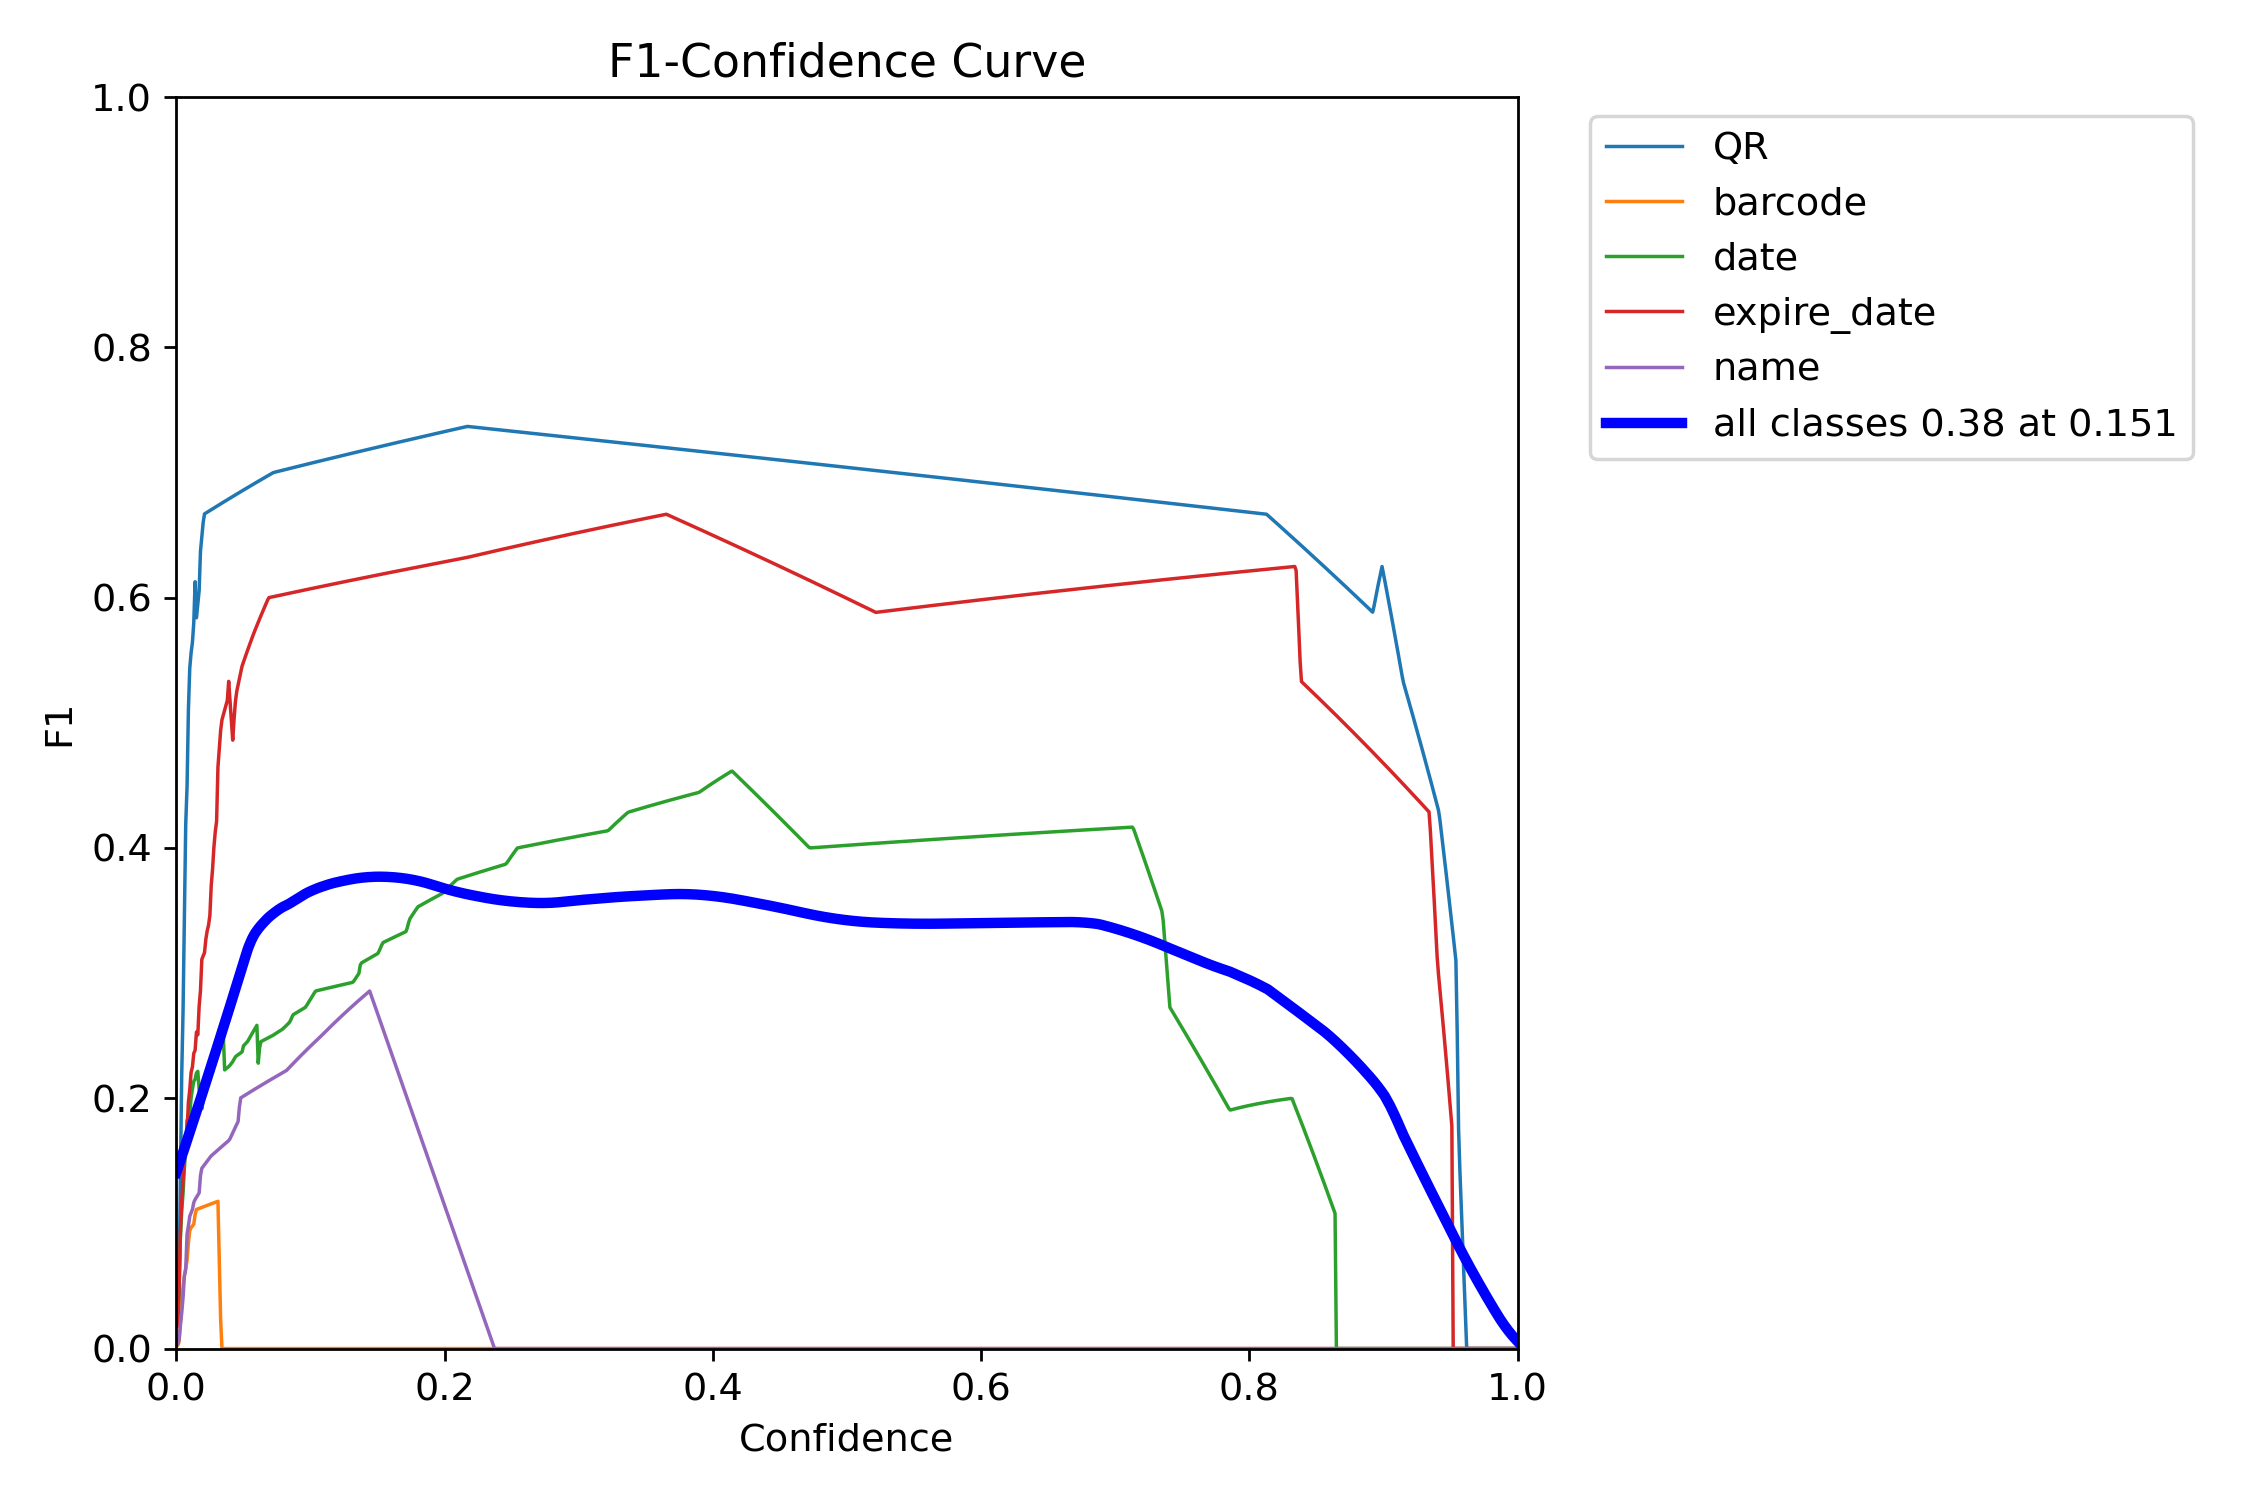 F1-Confidence Curve
1.0
0.8
0.6
0.4
0.2
0.0
F1
0.0 0.2 0.4 0.6 0.8 1.0
Confidence
QR
barcode
date
expire_date
name
all classes 0.38 at 0.151